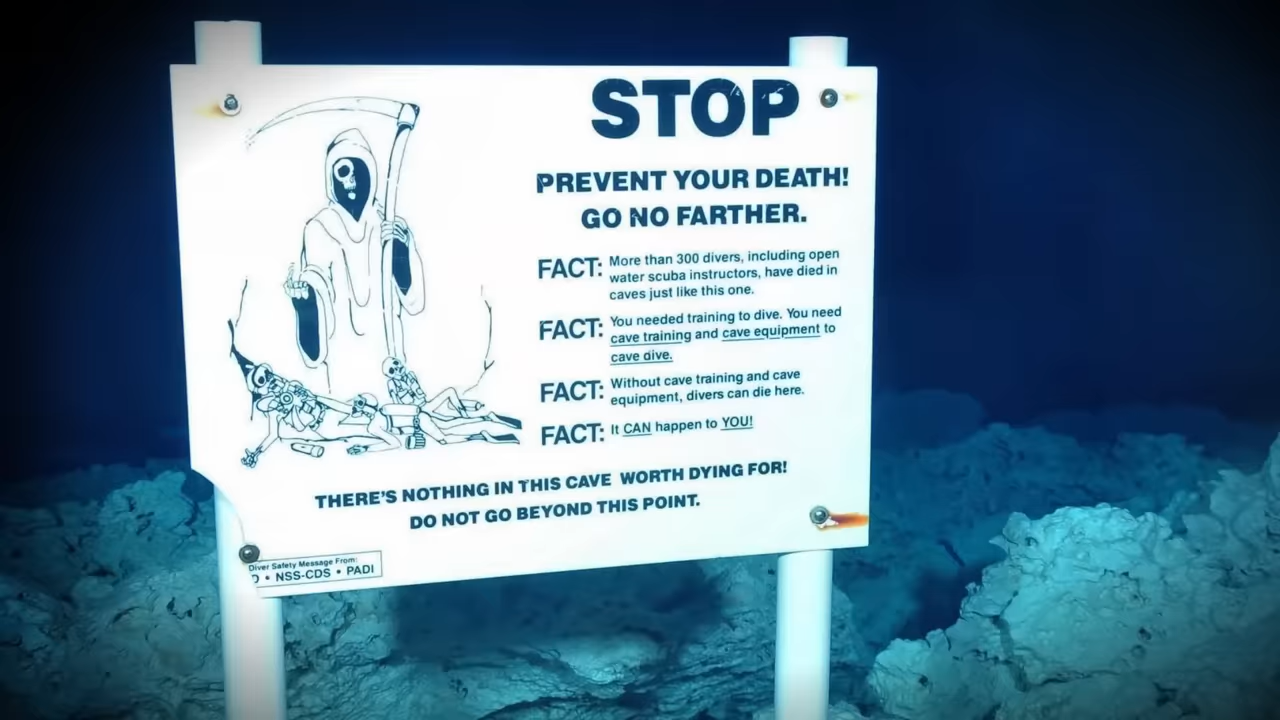 STOP
PREVENT YOUR DEATH!
GO NO FARTHER.
FACT: More than 300 divers, including open
water scuba instructors, have died in
caves just like this one.
FACT: You needed training to dive. You need
cave training and cave equipment to
cave dive.
FACT: Without cave training and cave
equipment, divers can die here.
FACT: It CAN happen to YOU!
THERE'S NOTHING IN THIS CAVE WORTH DYING FOR!
DO NOT GO BEYOND THIS POINT.
Diver Safety Message From:
• NSS-CDS • PADI